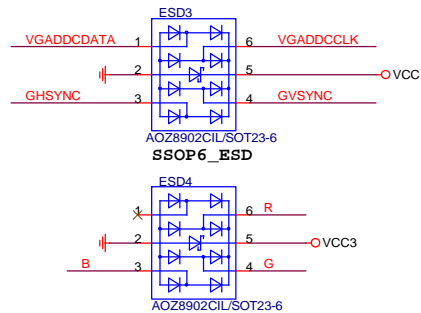 ESD3
VGADDCDATA 1 6 VGADDCCLK
2 5 VCC
GHSYNC 3 4 GVSYNC
AOZ8902CIL/SOT23-6
SSOP6_ESD
ESD4
1 6 R
2 5 VCC3
B 3 4 G
AOZ8902CIL/SOT23-6